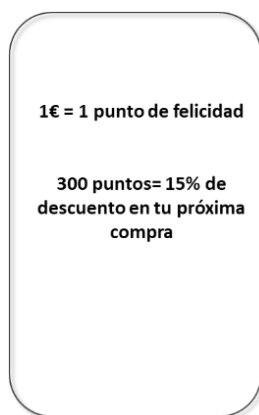 1€ = 1 punto de felicidad
300 puntos= 15% de
descuento en tu próxima
compra